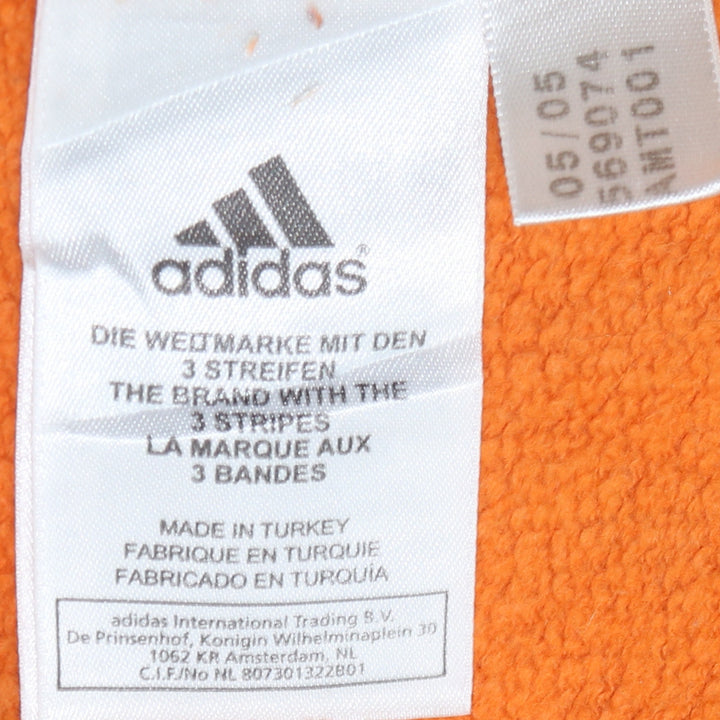 adidas®
DIE WELTMARKE MIT DEN
3 STREIFEN
THE BRAND WITH THE
3 STRIPES
LA MARQUE AUX
3 BANDES
MADE IN TURKEY
FABRIQUE EN TURQUIE
FABRICADO EN TURQUÍA
adidas International Trading B.V.
De Prinsenhof, Konigin Wilhelminaplein 30
1062 KR Amsterdam, NL
C.I.F./No NL 807301322B01
05/05
569074
AMT001